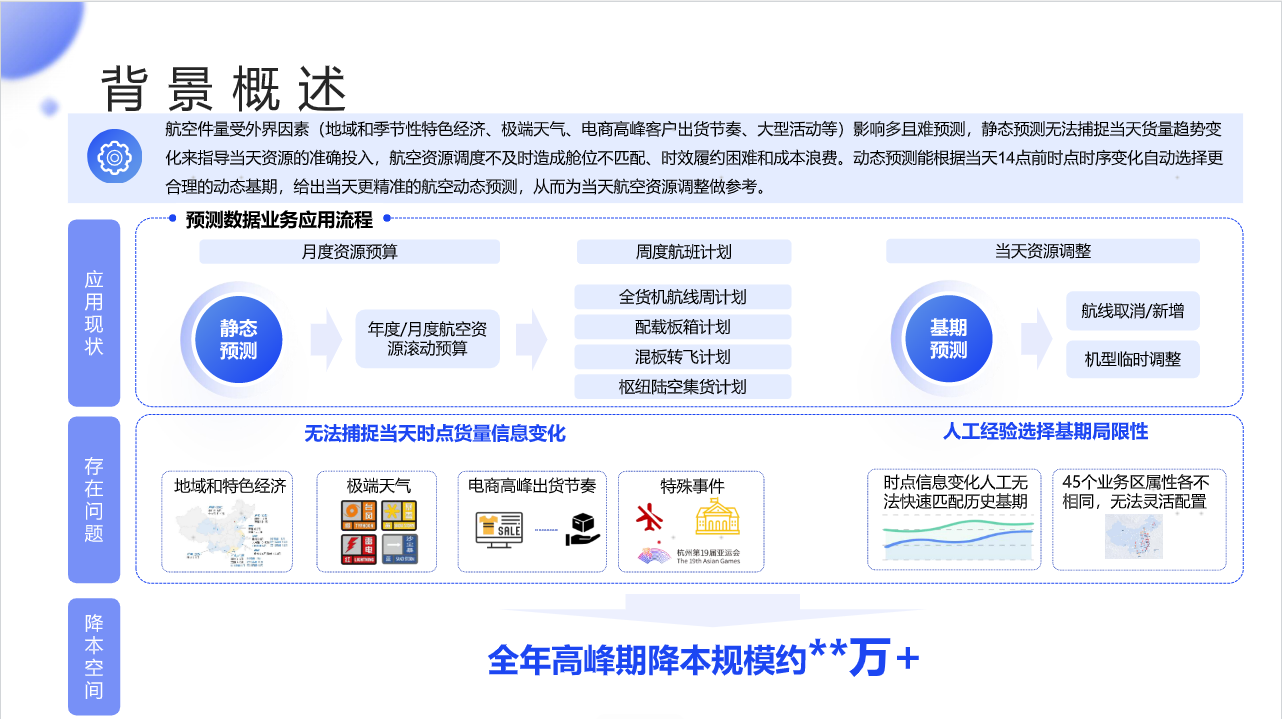 背景概述
航空件量受外界因素（地域和季节性特色经济、极端天气、电商高峰客户出货节奏、大型活动等）影响多且难预测，静态预测无法捕捉当天货量趋势变
化来指导当天资源的准确投入，航空资源调度不及时造成舱位不匹配、时效履约困难和成本浪费。动态预测能根据当天14点前时点时序变化自动选择更
合理的动态基期，给出当天更精准的航空动态预测，从而为当天航空资源调整做参考。
应用现状
预测数据业务应用流程
月度资源预算
周度航班计划
当天资源调整
静态
预测
年度/月度航空资
源滚动预算
全货机航线周计划
配载板箱计划
混板转飞计划
枢纽陆空集货计划
基期
预测
航线取消/新增
机型临时调整
存在问题
无法捕捉当天时点货量信息变化
人工经验选择基期局限性
地域和特色经济
极端天气
台风
雷电
沙尘暴
电商高峰出货节奏
SALE
特殊事件
杭州第19届亚运会
The 19th Asian Games
时点信息变化人工无
法快速匹配历史基期
45个业务区属性各不
相同，无法灵活配置
降本空间
全年高峰期降本规模约**万+